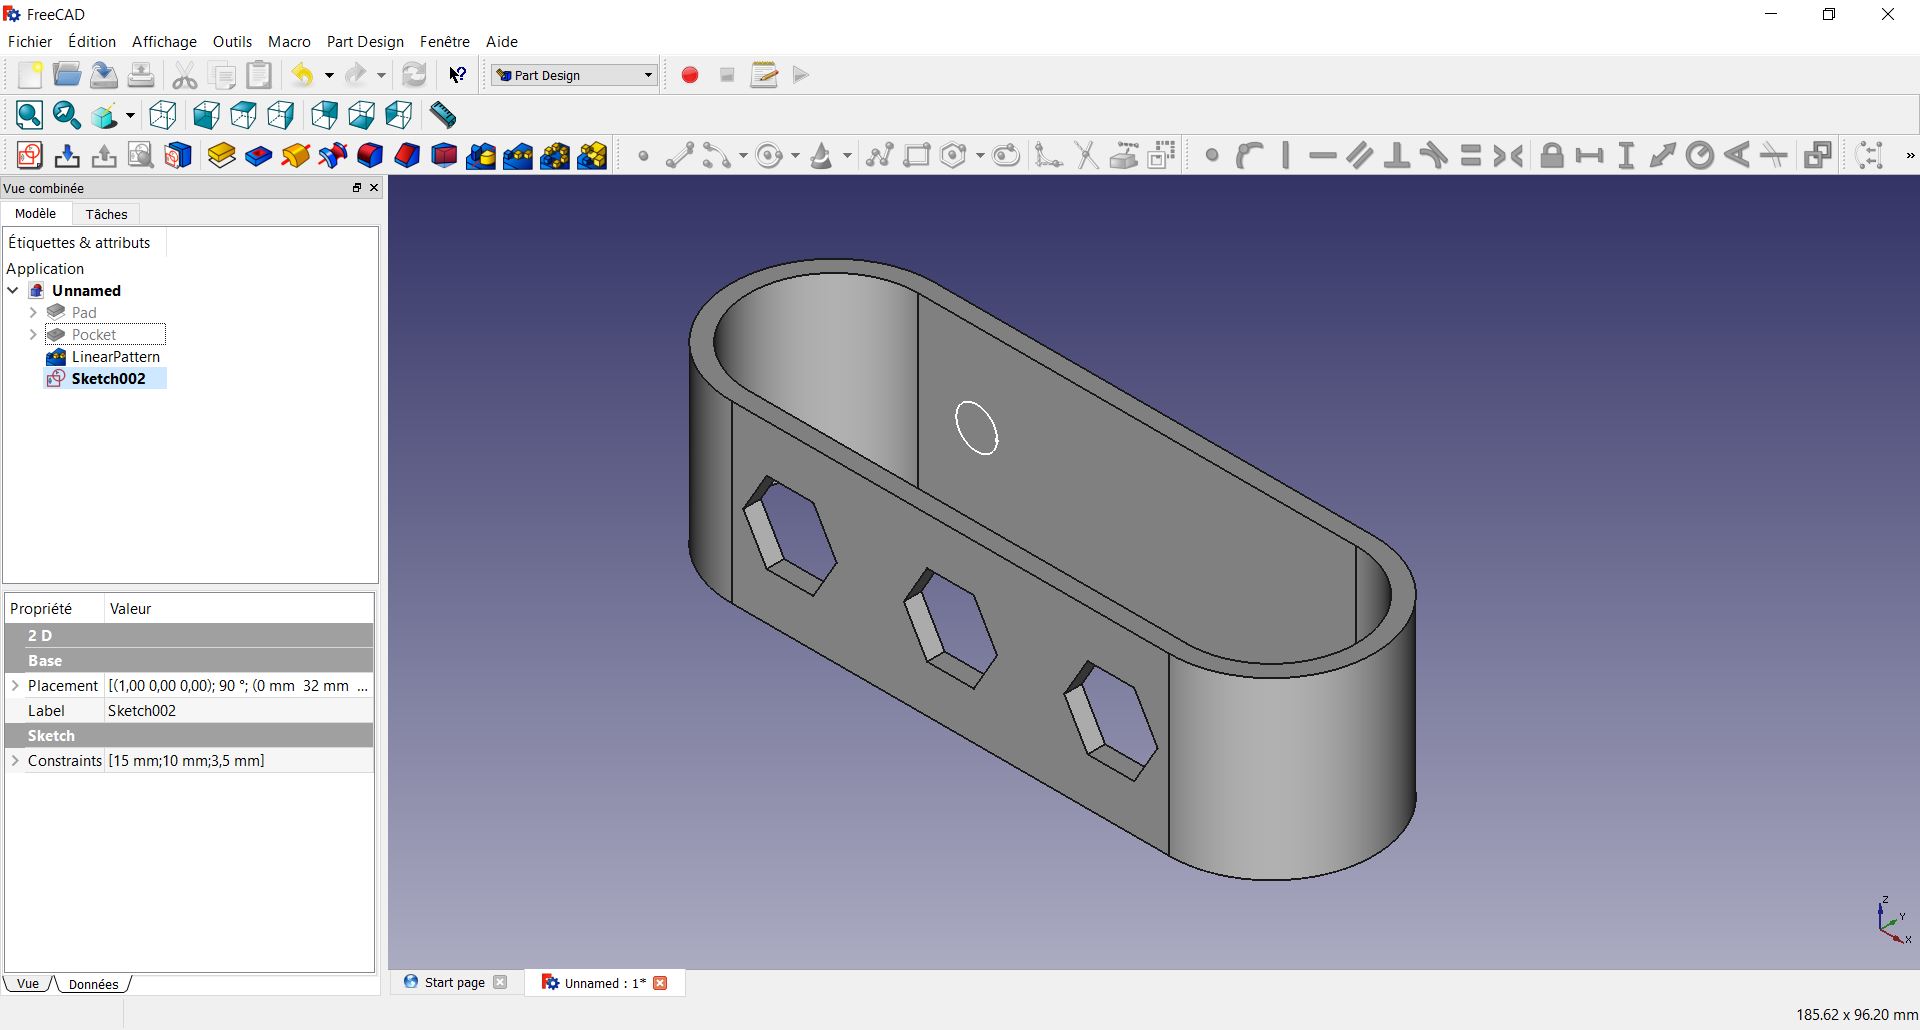 FreeCAD
Fichier Édition Affichage Outils Macro Part Design Fenêtre Aide
Part Design
Vue combinée
Modèle Tâches
Étiquettes & attributs
Application
Unnamed
Pad
Pocket
LinearPattern
Sketch002
Propriété Valeur
2 D
Base
Placement [(1,00 0,00 0,00); 90 °; (0 mm 32 mm ...
Label Sketch002
Sketch
Constraints [15 mm;10 mm;3,5 mm]
Z
Y
X
Vue Données
Start page Unnamed : 1*
185.62 x 96.20 mm